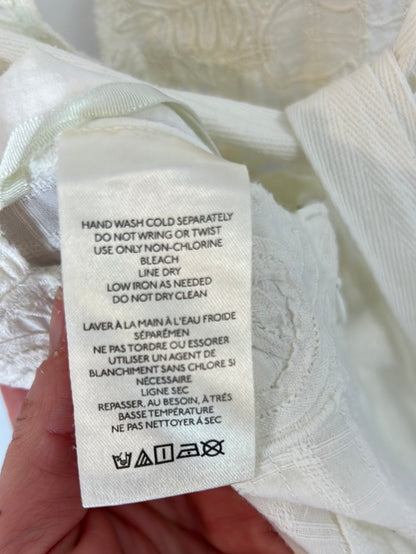 HAND WASH COLD SEPARATELY
DO NOT WRING OR TWIST
USE ONLY NON-CHLORINE
BLEACH
LINE DRY
LOW IRON AS NEEDED
DO NOT DRY CLEAN
LAVER À LA MAIN À L'EAU FROIDE
SÉPARÉMEN
NE PAS TORDRE OU ESSORER
UTILISER UN AGENT DE
BLANCHIMENT SANS CHLORE SI
NÉCESSAIRE
LIGNE SEC
REPASSER, AU BESOIN, À TRÉS
BASSE TEMPÉRATURE
NE PAS NETTOYER À SEC